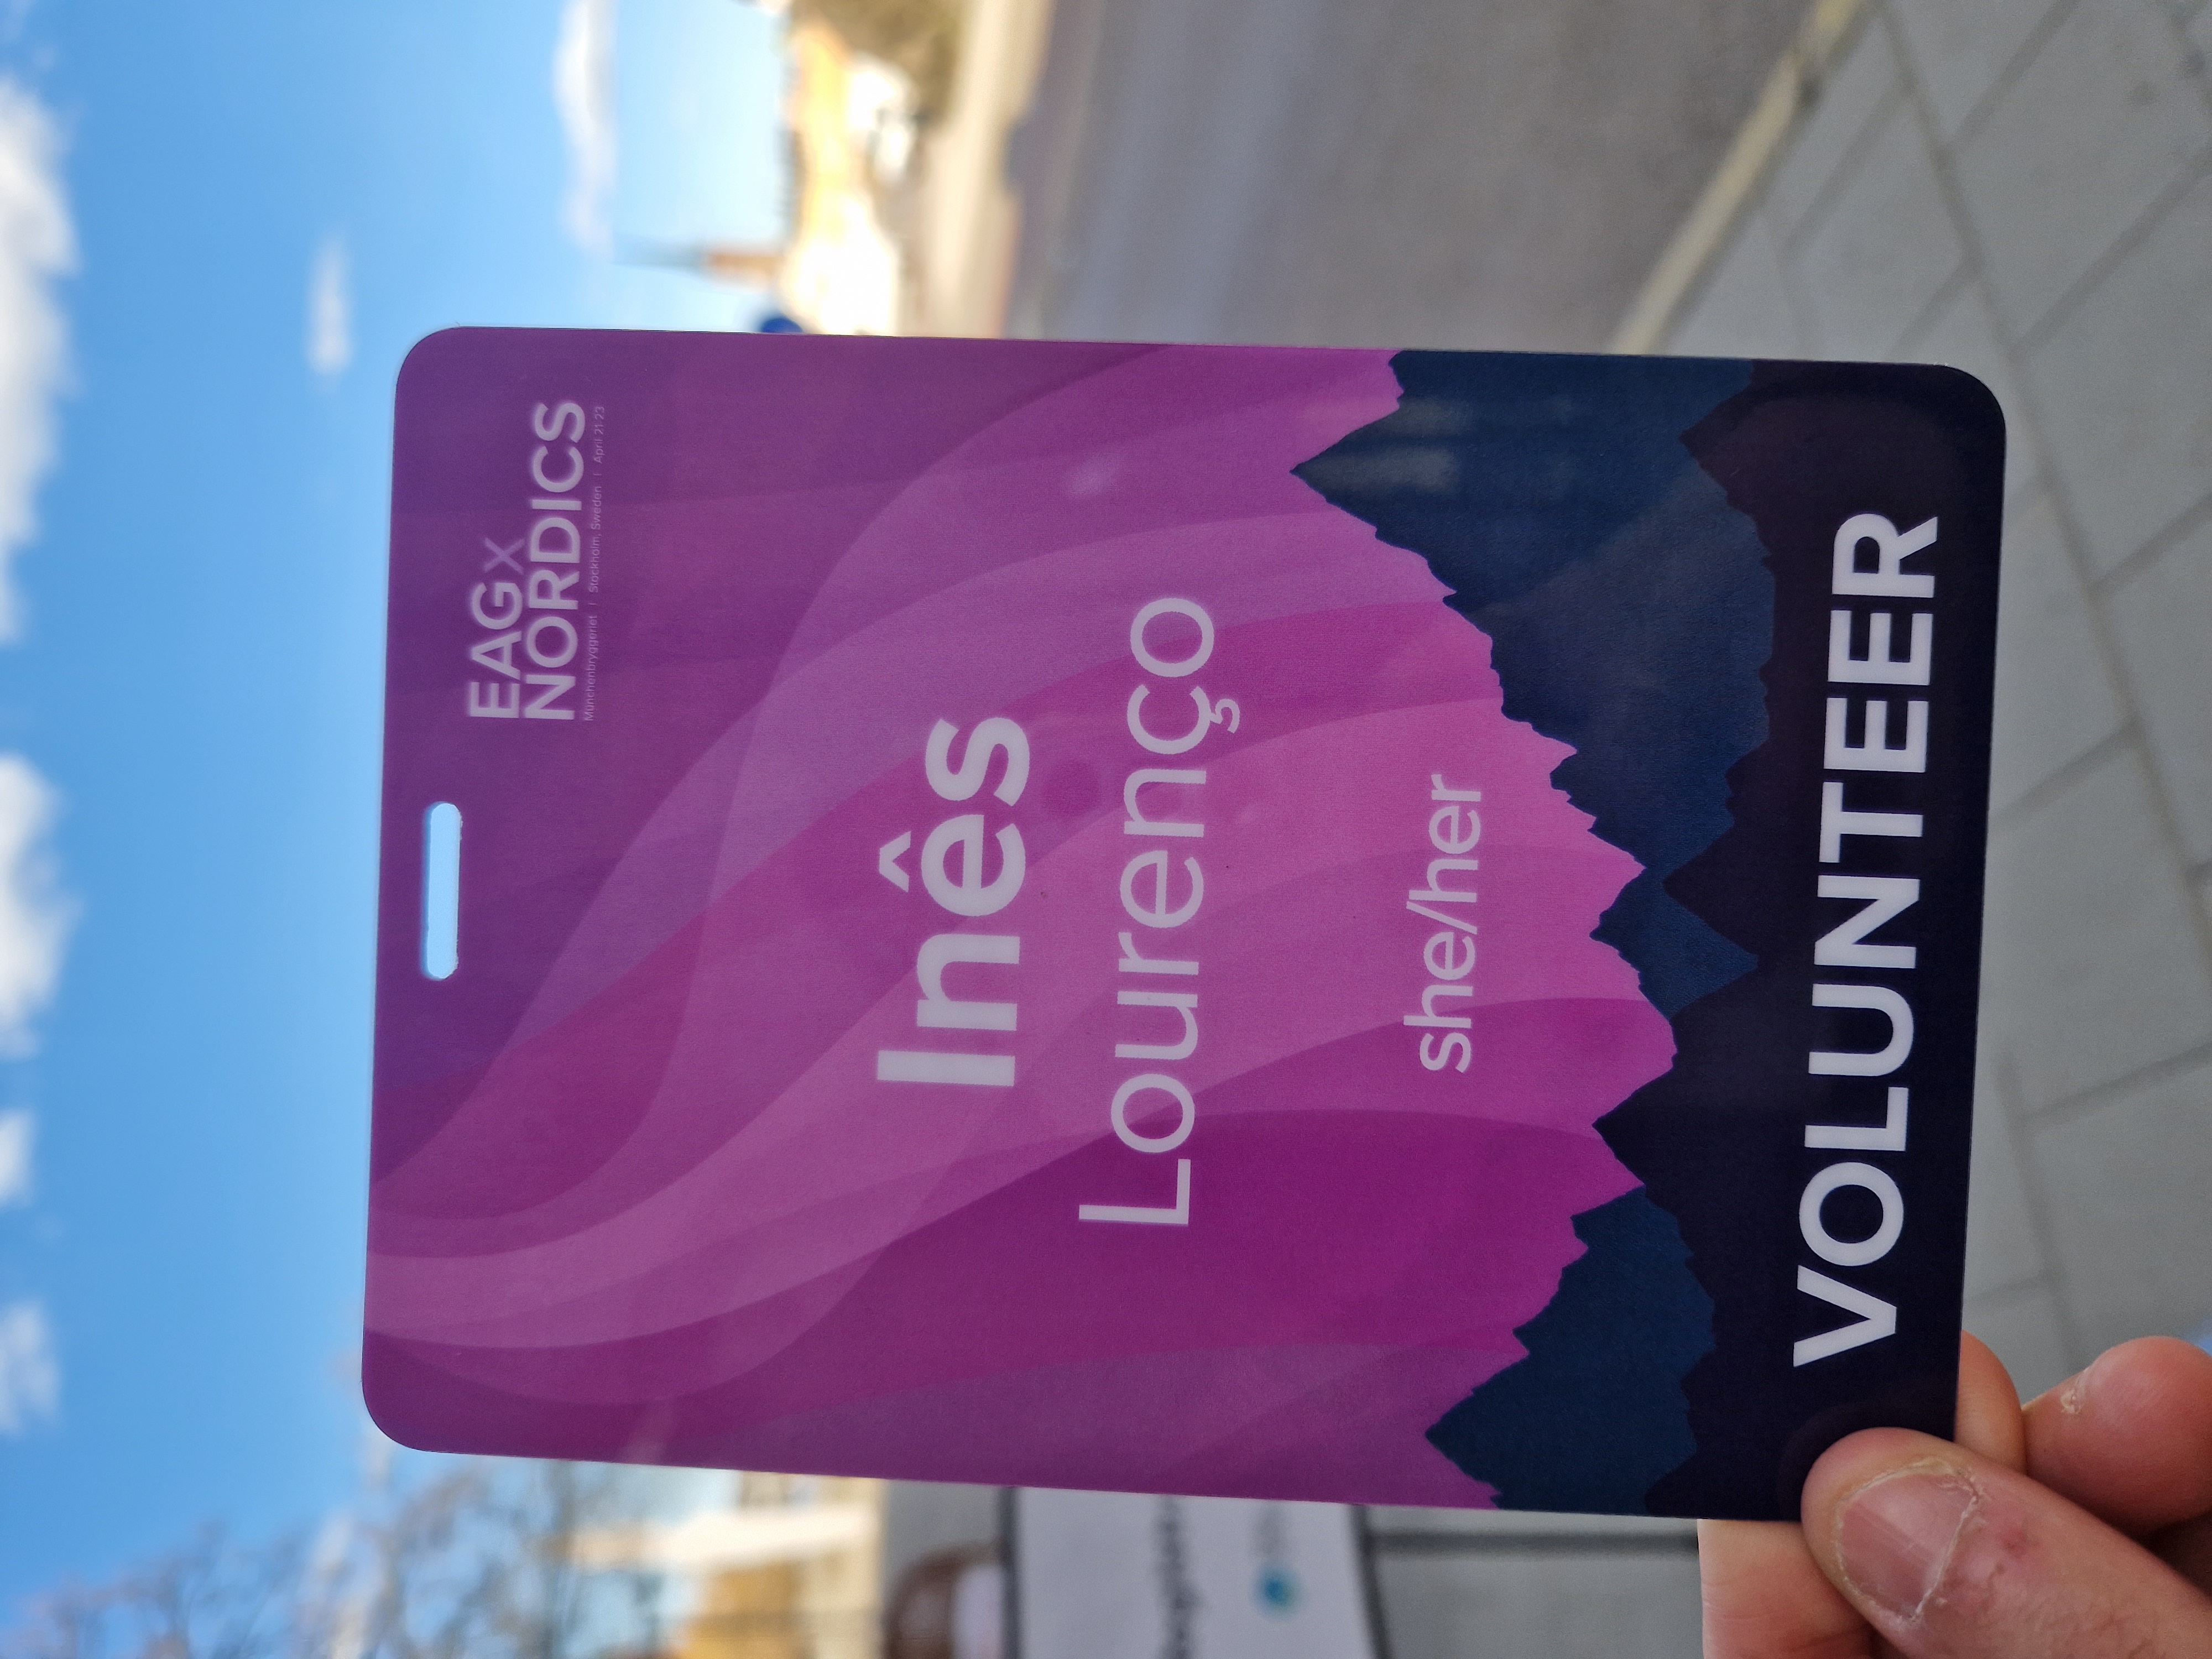 EAGx
NORDICS
Münchenbryggeriet | Stockholm, Sweden | April 21-23
Inês
Lourenço
she/her
VOLUNTEER